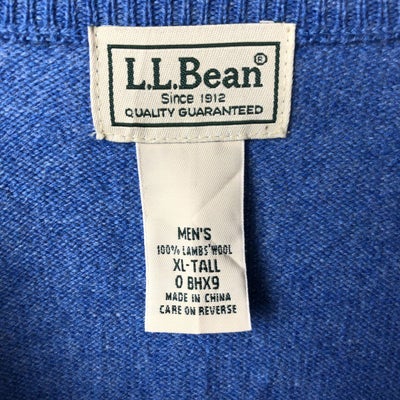 L.L.Bean®
Since 1912
QUALITY GUARANTEED
MEN'S
100% LAMBS' WOOL
XL-TALL
0 BHX9
MADE IN CHINA
CARE ON REVERSE